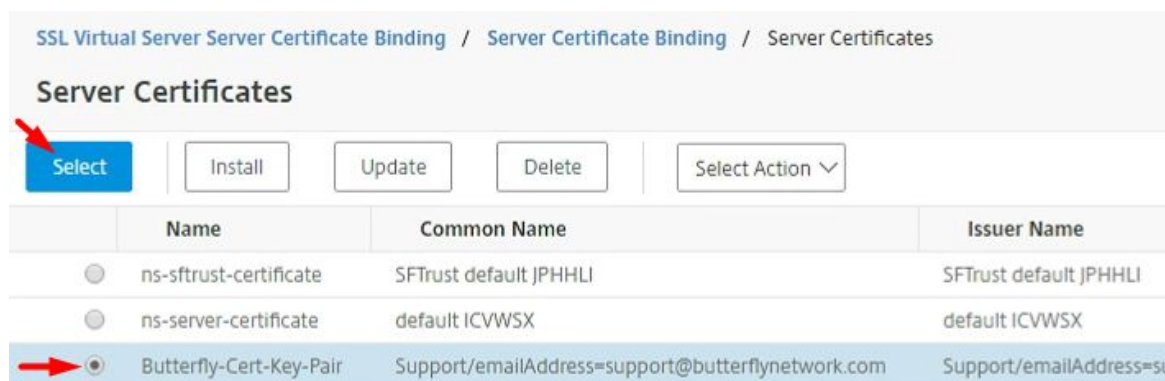 SSL Virtual Server Server Certificate Binding / Server Certificate Binding / Server Certificates
Server Certificates
Select Install Update Delete Select Action
Name Common Name Issuer Name
ns-sftrust-certificate SFTrust default JPHHLI SFTrust default JPHHLI
ns-server-certificate default ICVWSX default ICVWSX
Butterfly-Cert-Key-Pair Support/emailAddress=support@butterflynetwork.com